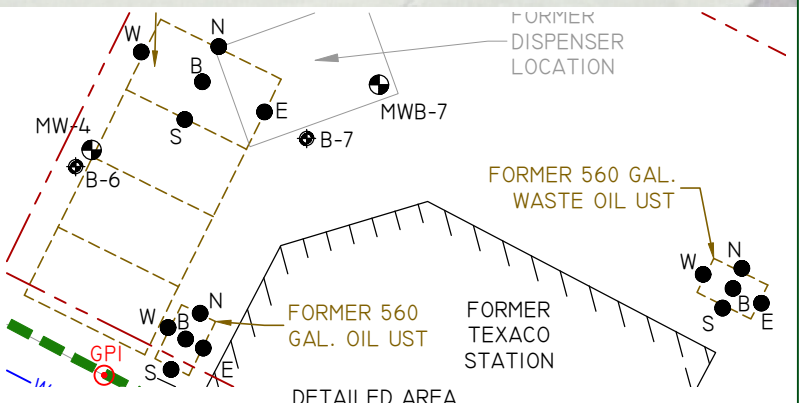 FORMER
DISPENSER
LOCATION
N
W
B
E
S
MWB-7
B-7
MW-4
B-6
FORMER 560 GAL.
WASTE OIL UST
N
W
B
S
E
FORMER 560
GAL. OIL UST
N
W
B
S
E
FORMER
TEXACO
STATION
GPI
W
DETAILED AREA